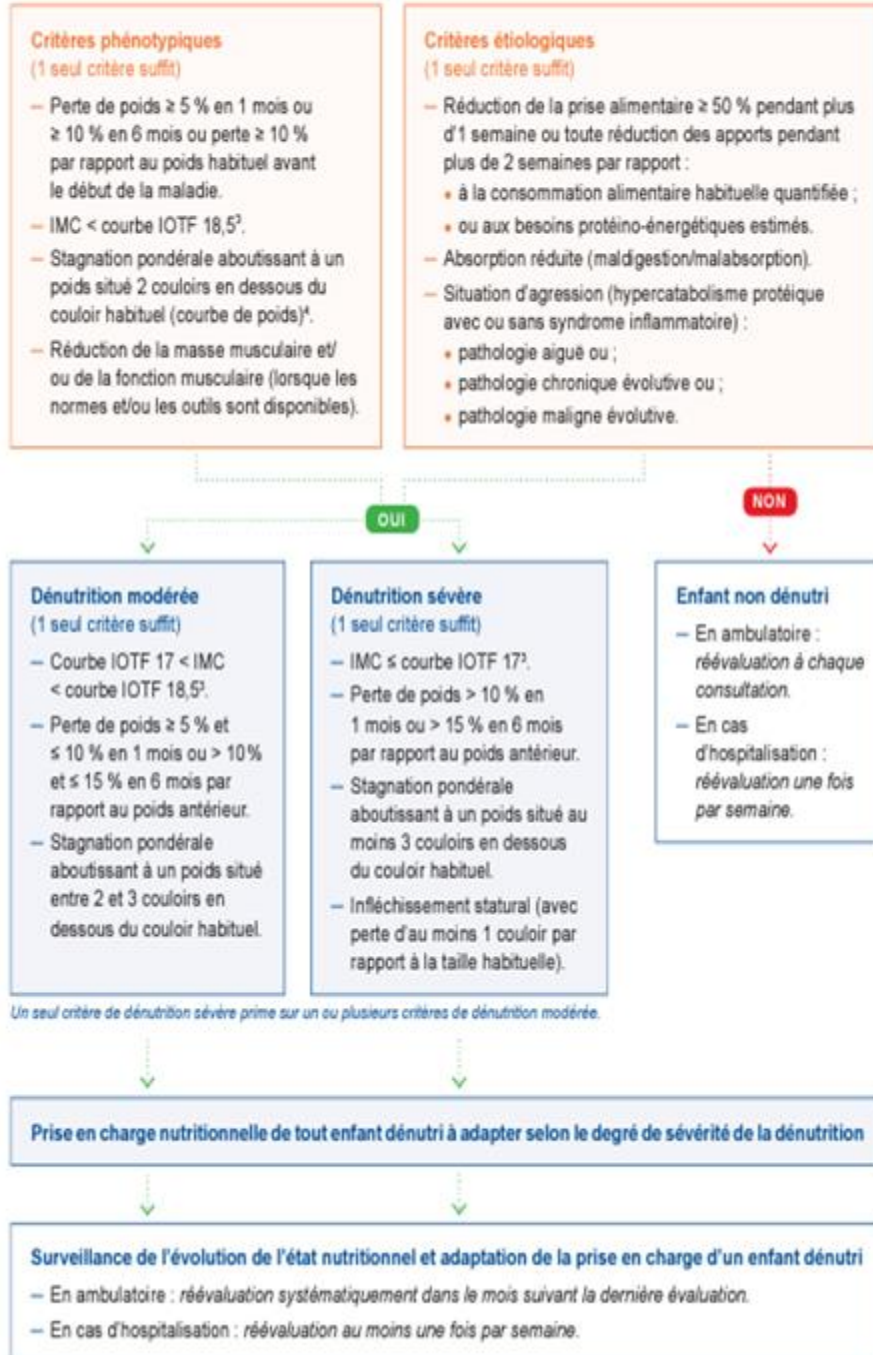 Critères phénotypiques
(1 seul critère suffit)
— Perte de poids ≥ 5 % en 1 mois ou
≥ 10 % en 6 mois ou perte ≥ 10 %
par rapport au poids habituel avant
le début de la maladie.
— IMC < courbe IOTF 18,5³.
— Stagnation pondérale aboutissant à un
poids situé 2 couloirs en dessous du
couloir habituel (courbe de poids)⁴.
— Réduction de la masse musculaire et/
ou de la fonction musculaire (lorsque les
normes et/ou les outils sont disponibles).
Critères étiologiques
(1 seul critère suffit)
— Réduction de la prise alimentaire ≥ 50 % pendant plus
d'1 semaine ou toute réduction des apports pendant
plus de 2 semaines par rapport :
• à la consommation alimentaire habituelle quantifiée ;
• ou aux besoins protéino-énergétiques estimés.
— Absorption réduite (maldigestion/malabsorption).
— Situation d'agression (hypercatabolisme protéique
avec ou sans syndrome inflammatoire) :
• pathologie aiguë ou ;
• pathologie chronique évolutive ou ;
• pathologie maligne évolutive.
OUI
NON
Dénutrition modérée
(1 seul critère suffit)
— Courbe IOTF 17 < IMC
< courbe IOTF 18,5³.
— Perte de poids ≥ 5 % et
≤ 10 % en 1 mois ou > 10 %
et ≤ 15 % en 6 mois par
rapport au poids antérieur.
— Stagnation pondérale
aboutissant à un poids situé
entre 2 et 3 couloirs en
dessous du couloir habituel.
Dénutrition sévère
(1 seul critère suffit)
— IMC ≤ courbe IOTF 17³.
— Perte de poids > 10 % en
1 mois ou > 15 % en 6 mois
par rapport au poids antérieur.
— Stagnation pondérale
aboutissant à un poids situé au
moins 3 couloirs en dessous
du couloir habituel.
— Infléchissement statural (avec
perte d'au moins 1 couloir par
rapport à la taille habituelle).
Enfant non dénutri
— En ambulatoire :
réévaluation à chaque
consultation.
— En cas
d'hospitalisation :
réévaluation une fois
par semaine.
Un seul critère de dénutrition sévère prime sur un ou plusieurs critères de dénutrition modérée.
Prise en charge nutritionnelle de tout enfant dénutri à adapter selon le degré de sévérité de la dénutrition
Surveillance de l'évolution de l'état nutritionnel et adaptation de la prise en charge d'un enfant dénutri
— En ambulatoire : réévaluation systématiquement dans le mois suivant la dernière évaluation.
— En cas d'hospitalisation : réévaluation au moins une fois par semaine.